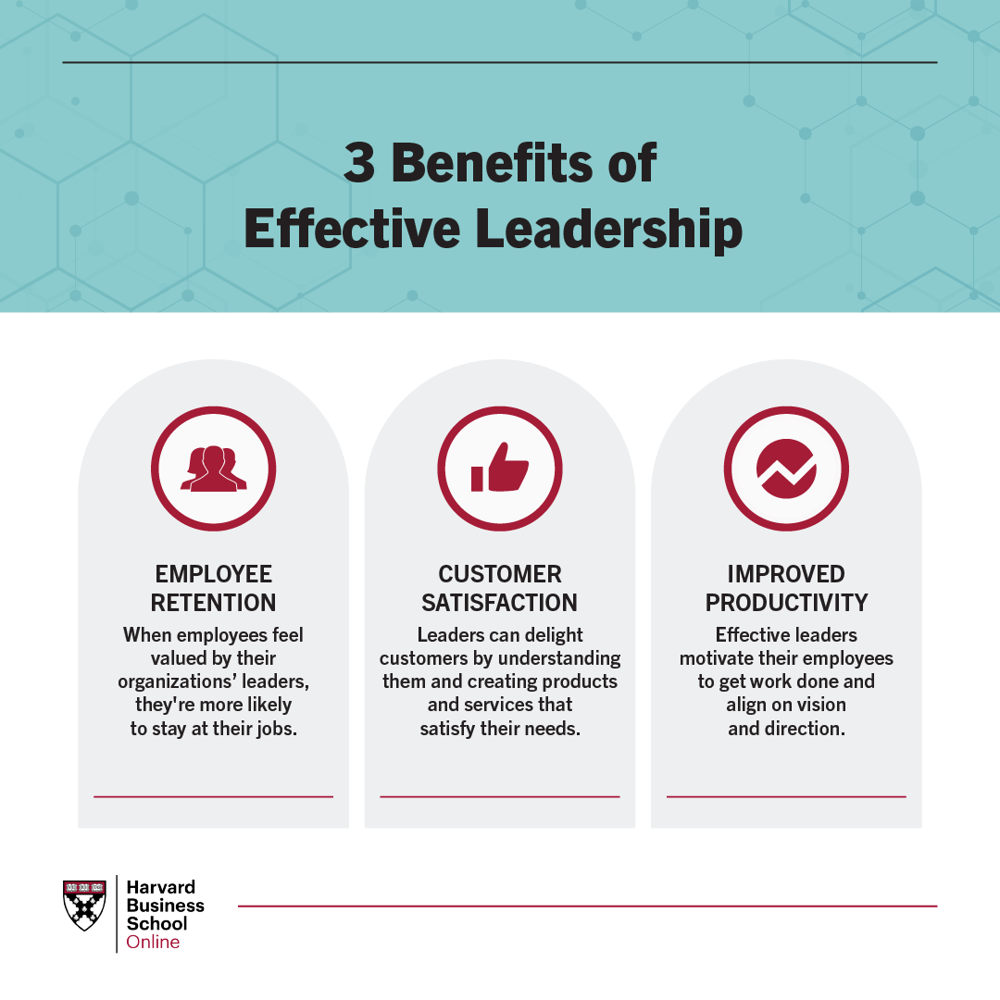 3 Benefits of
Effective Leadership
EMPLOYEE
RETENTION
When employees feel
valued by their
organizations’ leaders,
they're more likely
to stay at their jobs.
CUSTOMER
SATISFACTION
Leaders can delight
customers by understanding
them and creating products
and services that
satisfy their needs.
IMPROVED
PRODUCTIVITY
Effective leaders
motivate their employees
to get work done and
align on vision
and direction.
Harvard
Business
School
Online